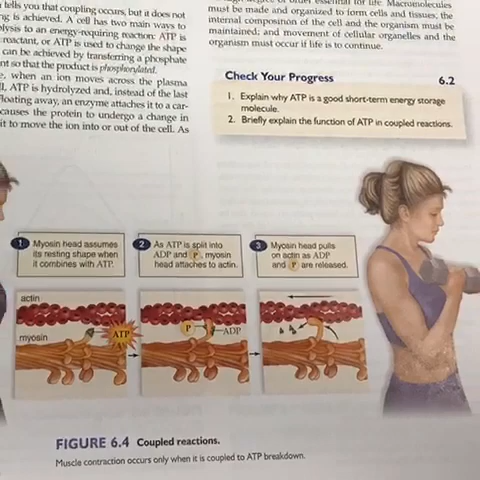 tells you that coupling occurs, but it does not
ng is achieved. A cell has two main ways to
lysis to an energy-requiring reaction: ATP is
reactant, or ATP is used to change the shape
can be achieved by transferring a phosphate
nt so that the product is phosphorylated.
e, when an ion moves across the plasma
ll, ATP is hydrolyzed and, instead of the last
floating away, an enzyme attaches it to a car-
causes the protein to undergo a change in
it to move the ion into or out of the cell. As
order essential for life. Macromolecules
must be made and organized to form cells and tissues, the
internal composition of the cell and the organism must be
maintained; and movement of cellular organelles and the
organism must occur if life is to continue.
Check Your Progress 6.2
1. Explain why ATP is a good short-term energy storage
molecule.
2. Briefly explain the function of ATP in coupled reactions.
1 Myosin head assumes
its resting shape when
it combines with ATP.
2 As ATP is split into
ADP and P, myosin
head attaches to actin.
3 Myosin head pulls
on actin as ADP
and P are released.
actin
myosin
ATP
P
ADP
FIGURE 6.4 Coupled reactions.
Muscle contraction occurs only when it is coupled to ATP breakdown.